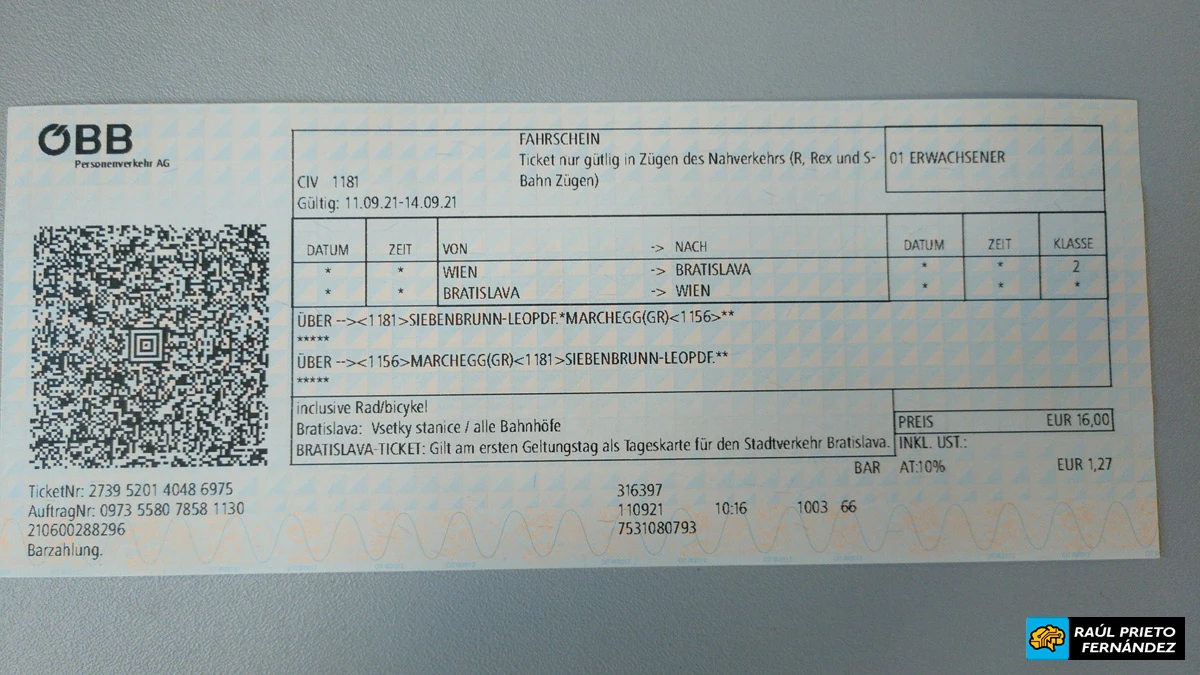 ÖBB
Personenverkehr AG
FAHRSCHEIN
Ticket nur gütlig in Zügen des Nahverkehrs (R, Rex und S-
Bahn Zügen)
01 ERWACHSENER
CIV 1181
Gültig: 11.09.21-14.09.21
DATUM ZEIT VON -> NACH DATUM ZEIT KLASSE
* * WIEN -> BRATISLAVA * * 2
* * BRATISLAVA -> WIEN * * *
ÜBER --><1181>SIEBENBRUNN-LEOPDF.*MARCHEGG(GR)<1156>**
*****
ÜBER --><1156>MARCHEGG(GR)<1181>SIEBENBRUNN-LEOPDF.**
*****
inclusive Rad/bicykel
Bratislava: Vsetky stanice / alle Bahnhöfe
BRATISLAVA-TICKET: Gilt am ersten Geltungstag als Tageskarte für den Stadtverkehr Bratislava.
PREIS EUR 16,00
INKL. UST.:
BAR AT:10% EUR 1,27
TicketNr: 2739 5201 4048 6975
AuftragNr: 0973 5580 7858 1130
210600288296
Barzahlung.
316397
110921 10:16 1003 66
7531080793
RAÚL PRIETO
FERNÁNDEZ